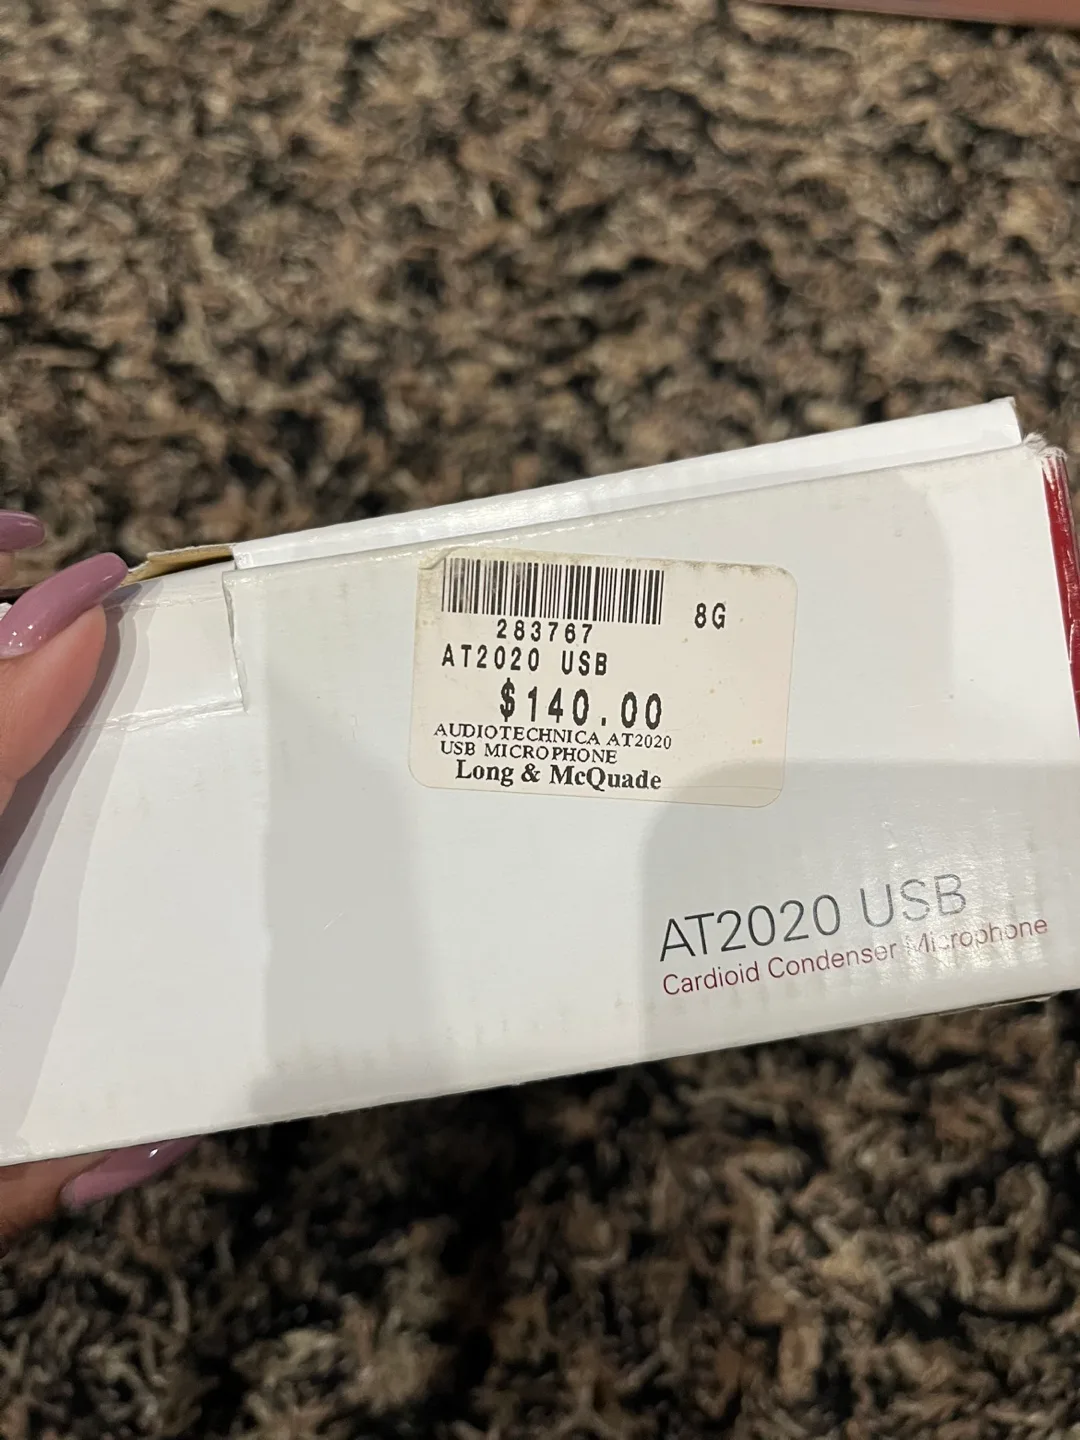 8G
283767
AT2020 USB
$140.00
AUDIOTECHNICA AT2020
USB MICROPHONE
Long & McQuade
AT2020 USB
Cardioid Condenser Microphone